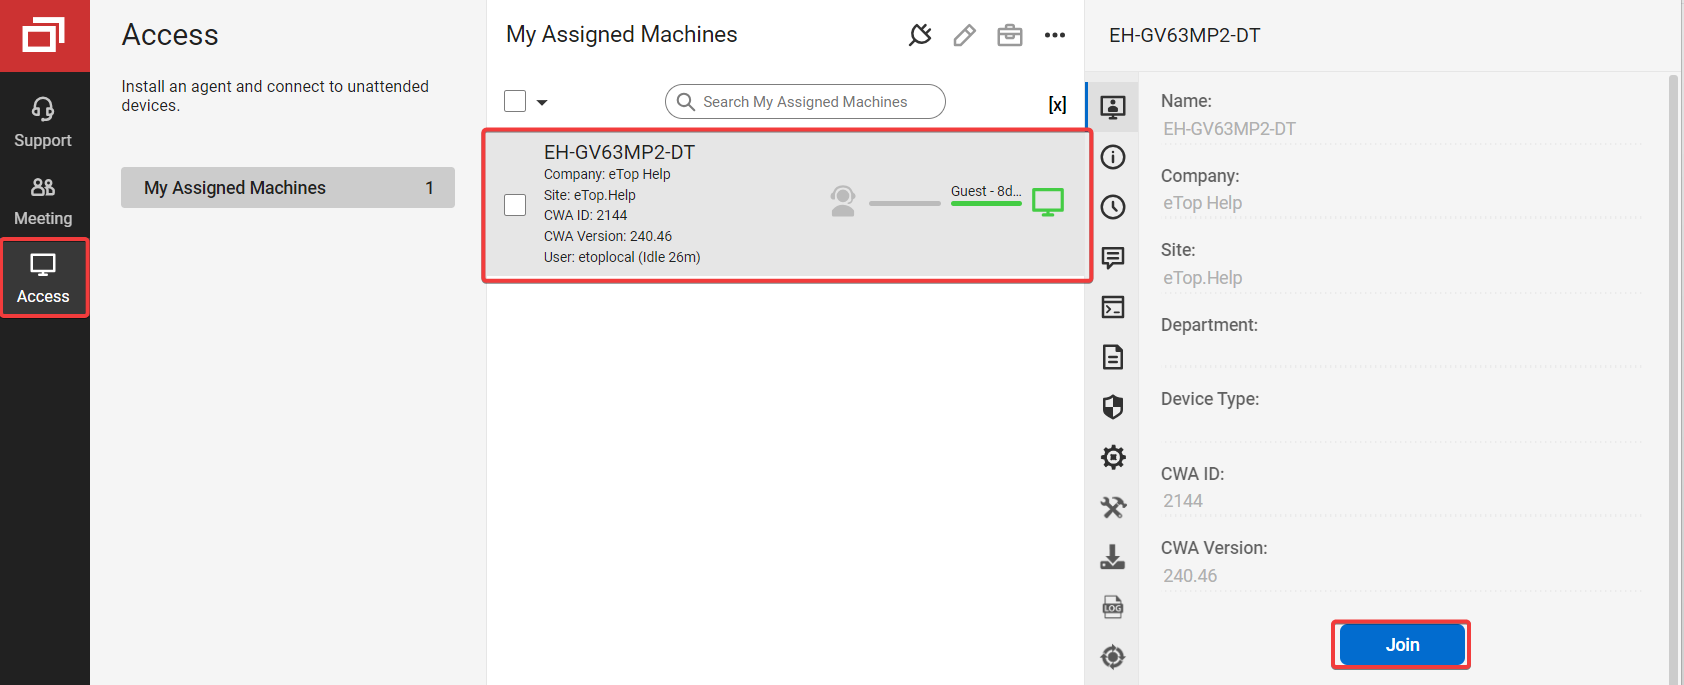 Support
Meeting
Access
Access
Install an agent and connect to unattended
devices.
My Assigned Machines 1
My Assigned Machines
Search My Assigned Machines
[x]
EH-GV63MP2-DT
Company: eTop Help
Site: eTop.Help
CWA ID: 2144
CWA Version: 240.46
User: etoplocal (Idle 26m)
Guest - 8d...
EH-GV63MP2-DT
LOG
Name:
EH-GV63MP2-DT
Company:
eTop Help
Site:
eTop.Help
Department:
Device Type:
CWA ID:
2144
CWA Version:
240.46
Join